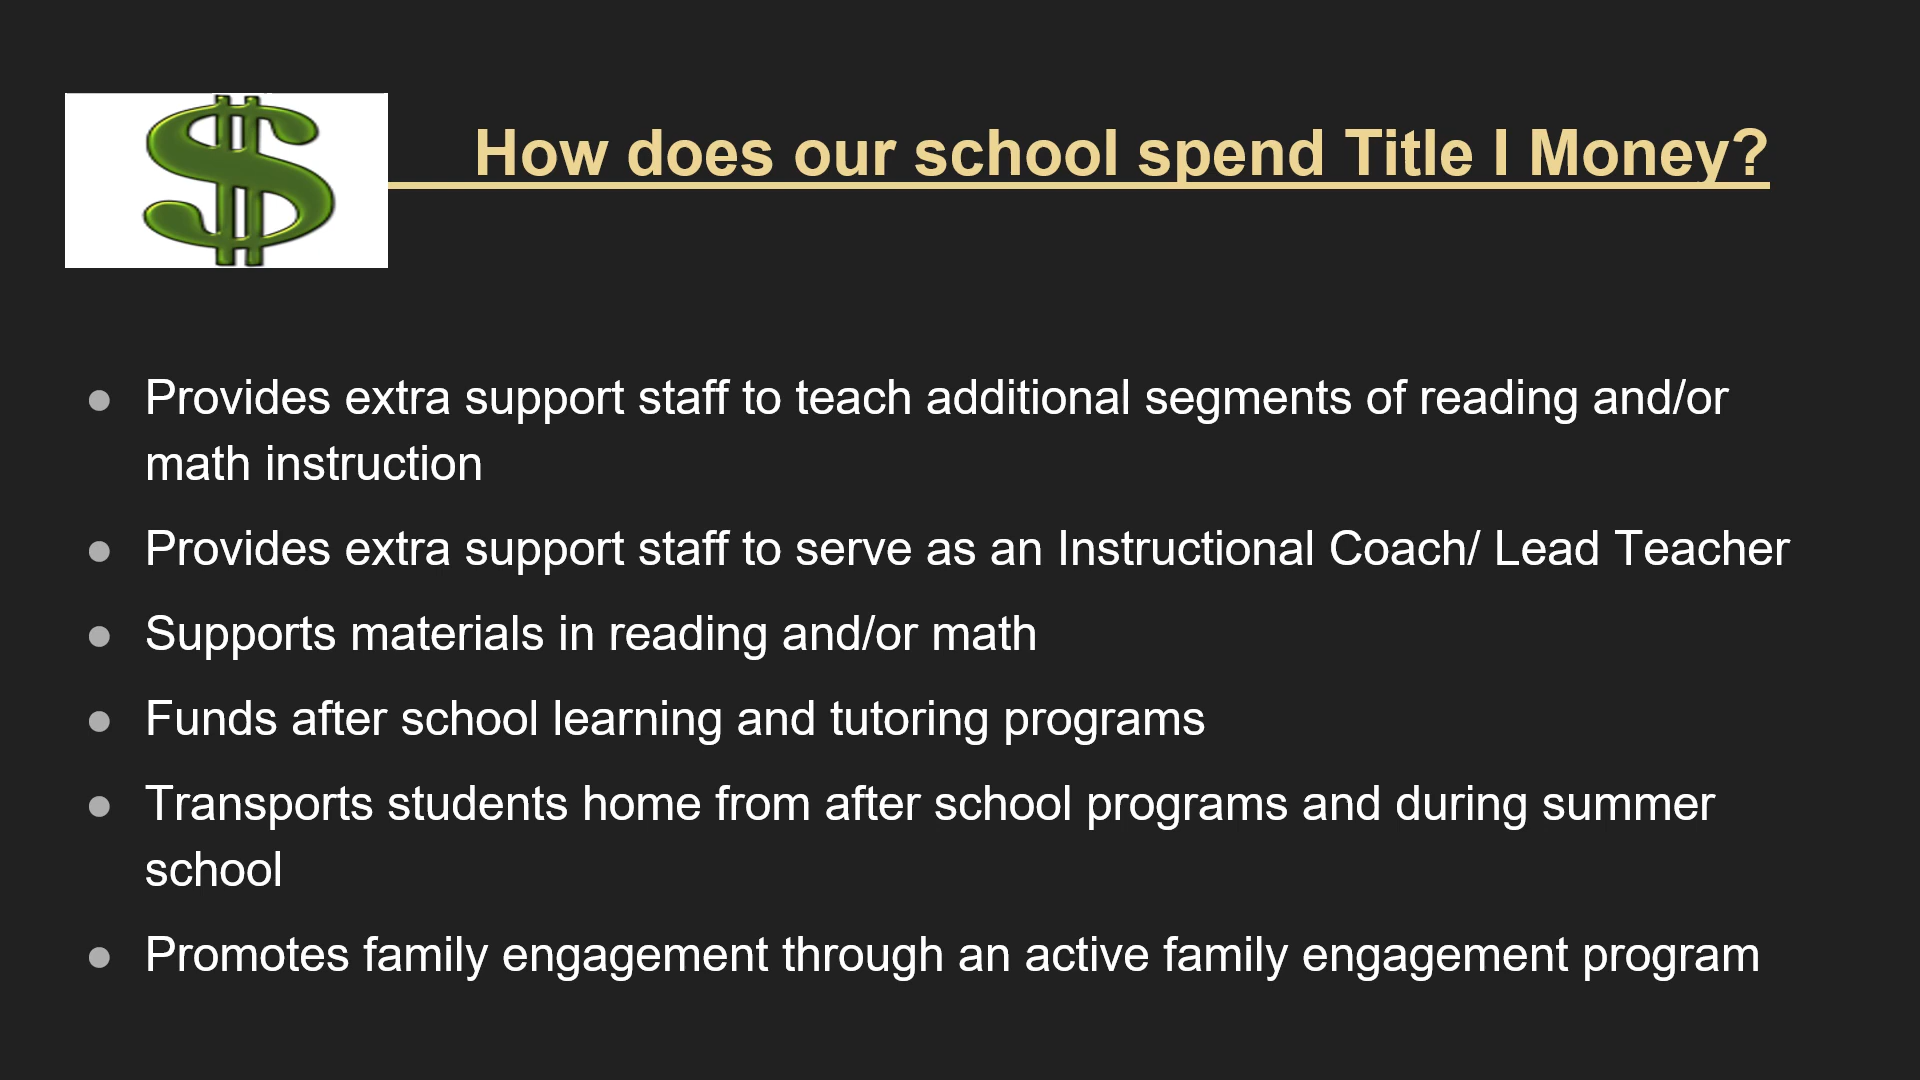 How does our school spend Title I Money?
● Provides extra support staff to teach additional segments of reading and/or
math instruction
● Provides extra support staff to serve as an Instructional Coach/ Lead Teacher
● Supports materials in reading and/or math
● Funds after school learning and tutoring programs
● Transports students home from after school programs and during summer
school
● Promotes family engagement through an active family engagement program